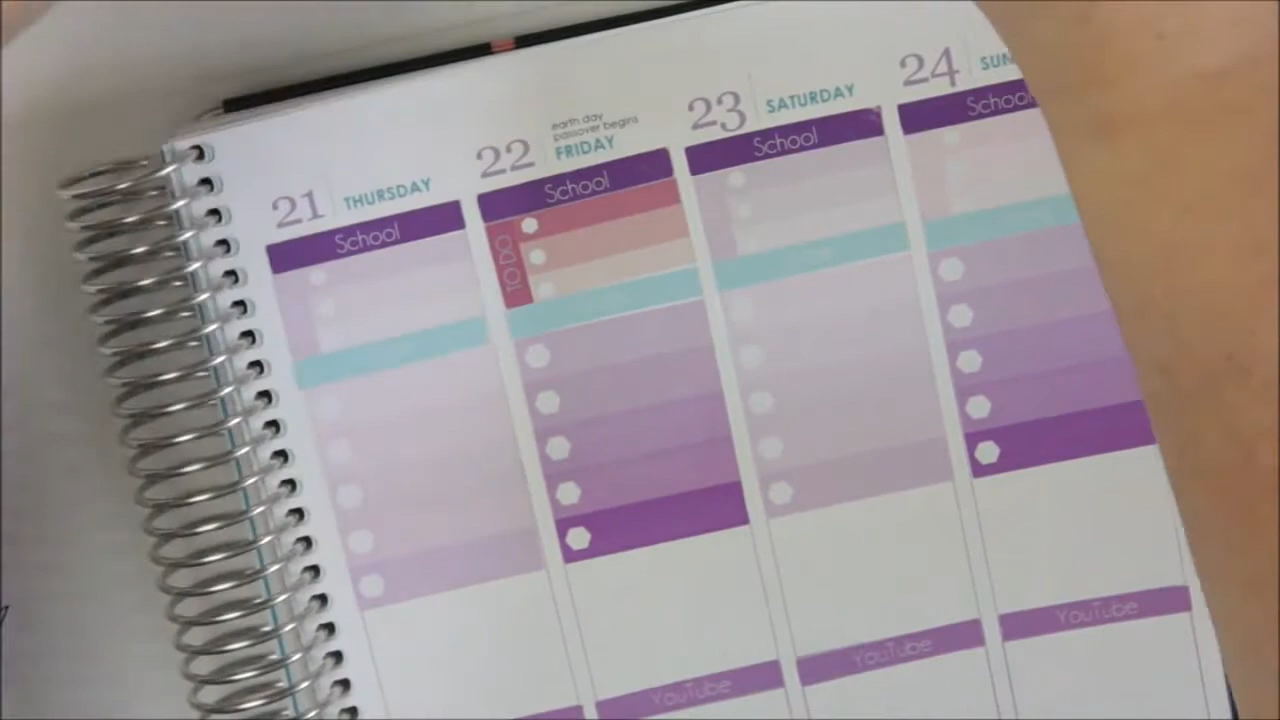 21 THURSDAY
School
22 earth day
passover begins
FRIDAY
School
TO DO
YouTube
23 SATURDAY
School
YouTube
24
School
YouTube